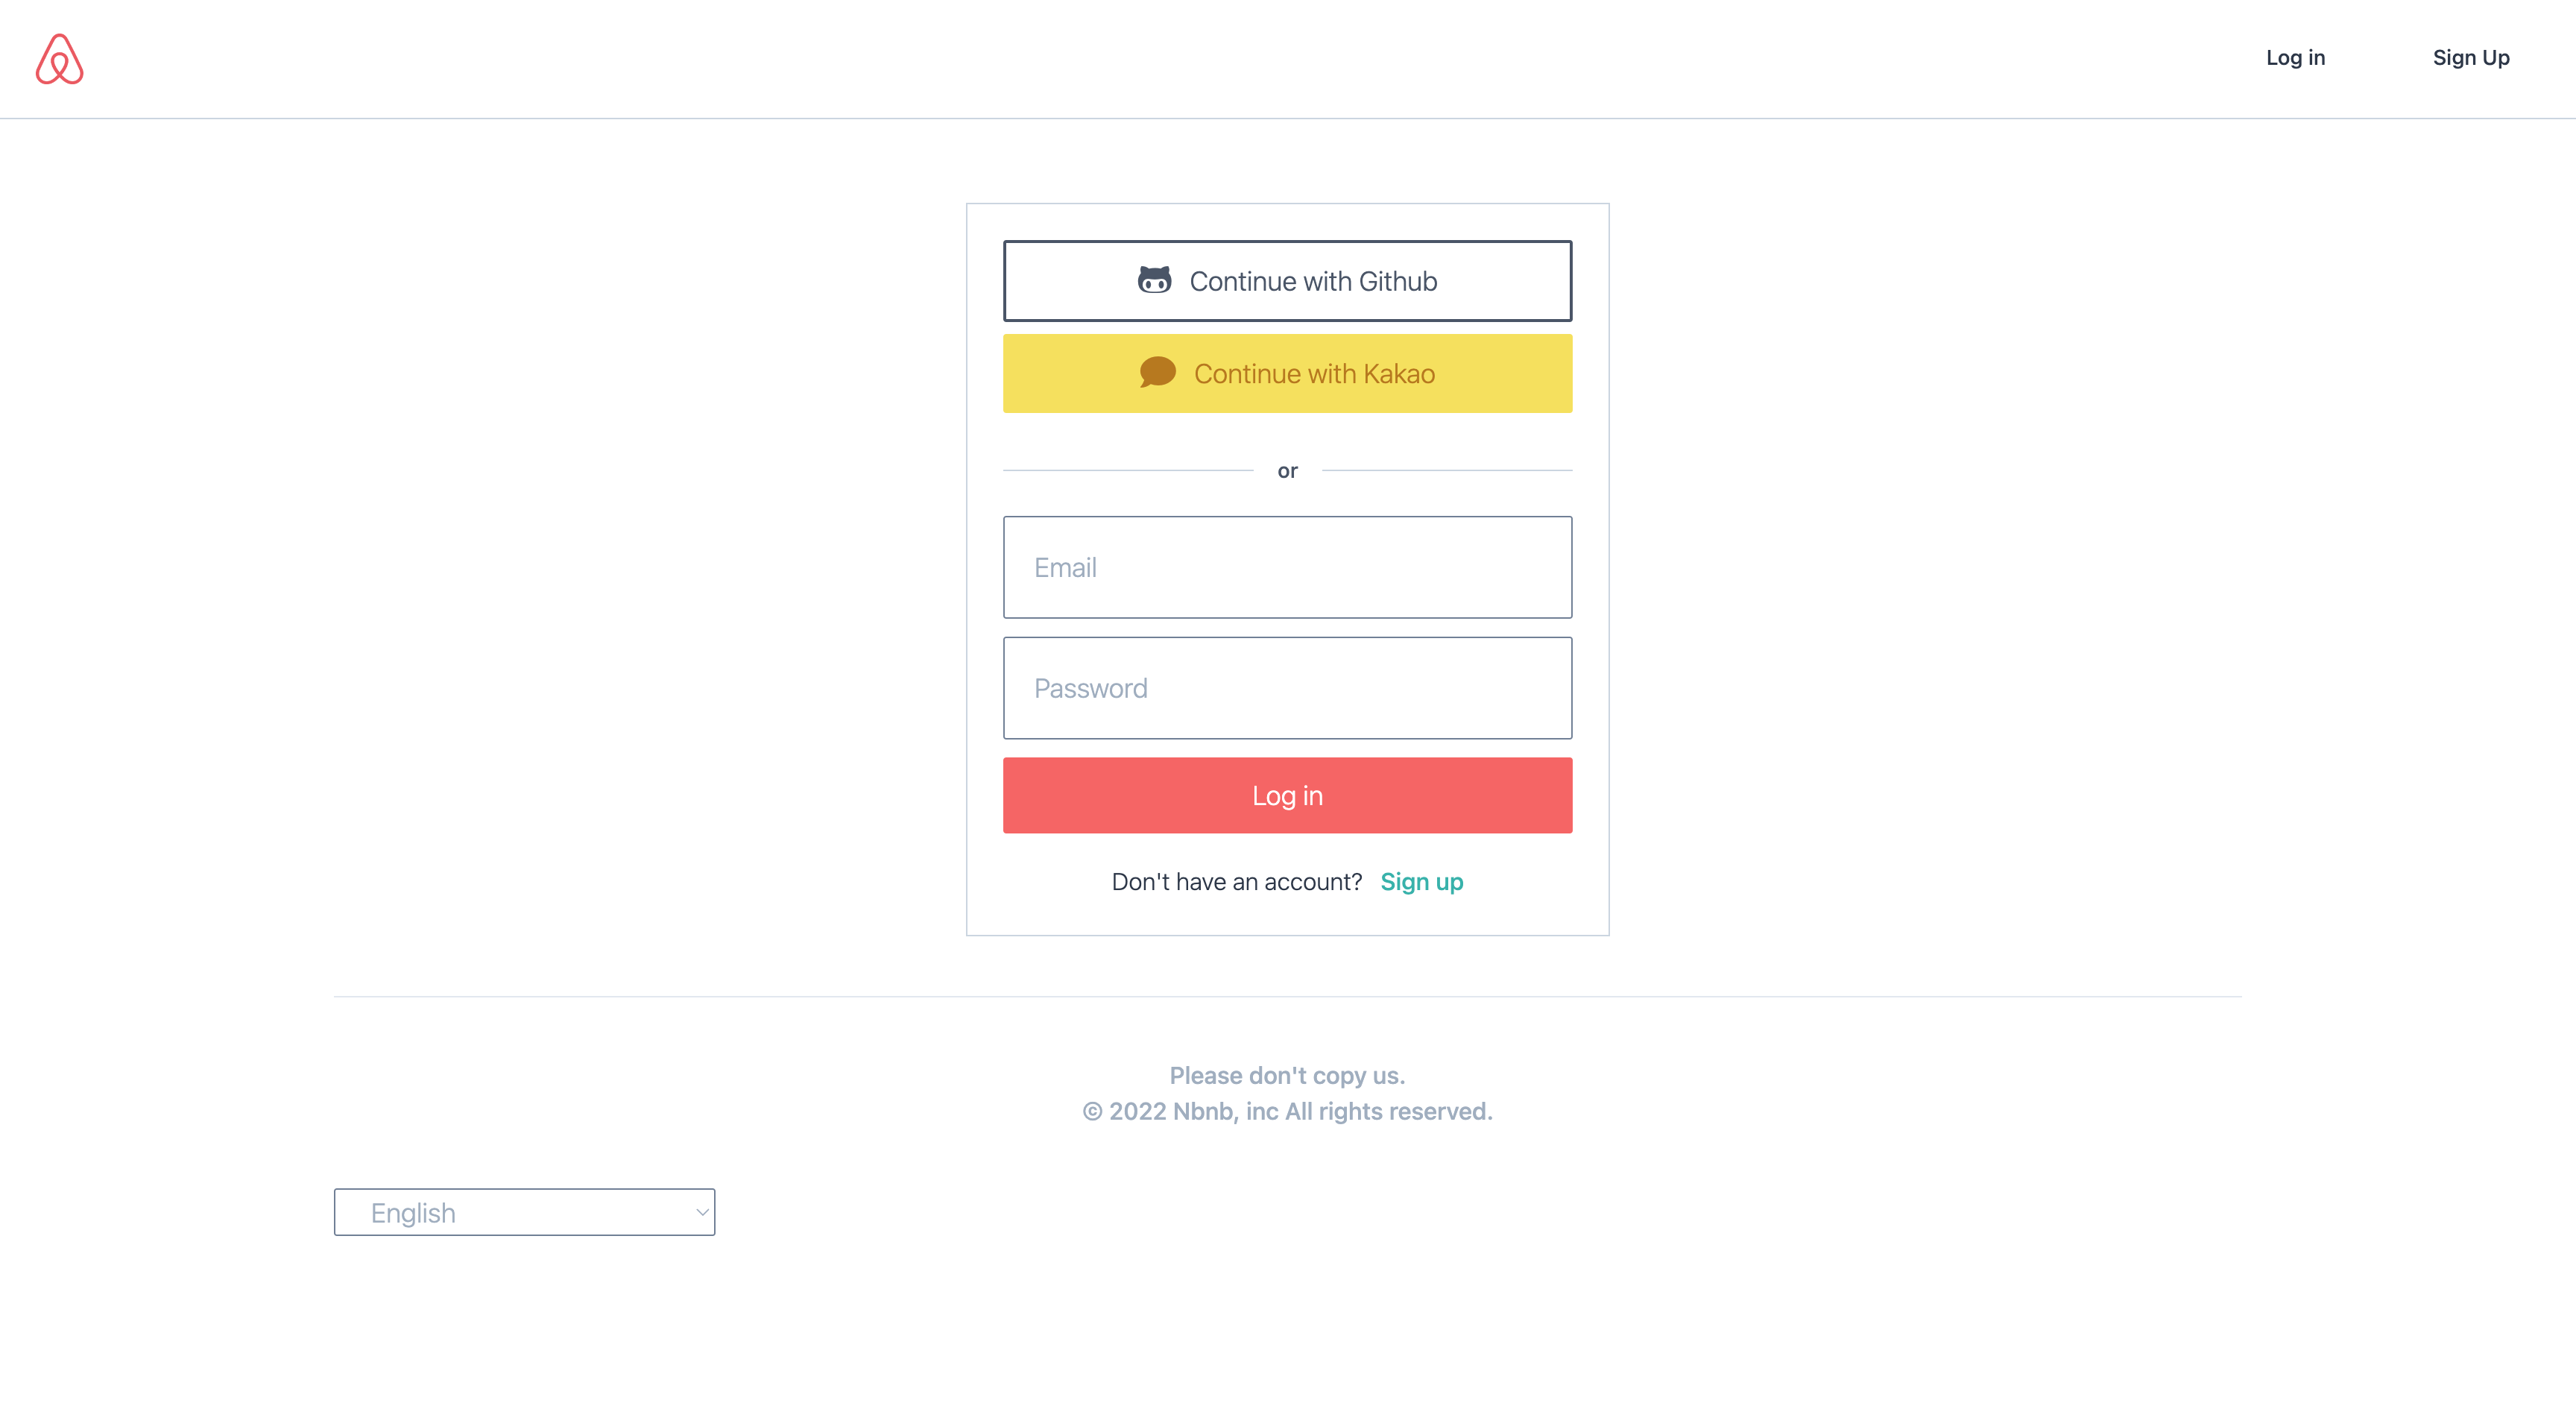 Log in
Sign Up
Continue with Github
Continue with Kakao
or
Email
Password
Log in
Don't have an account? Sign up
Please don't copy us.
© 2022 Nbnb, inc All rights reserved.
English